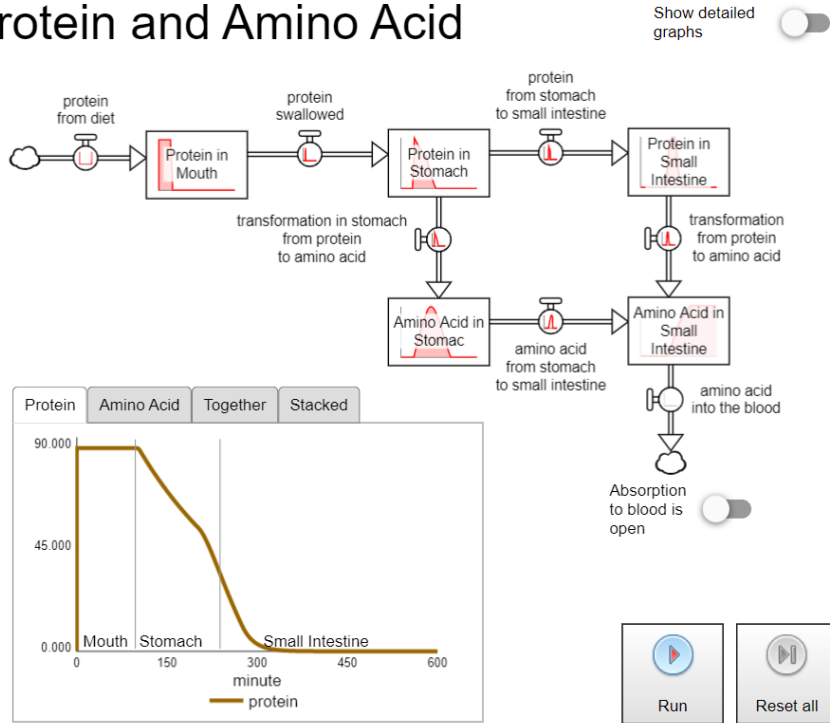 rotein and Amino Acid
Show detailed
graphs
protein
from diet
protein
swallowed
protein
from stomach
to small intestine
Protein in
Mouth
Protein in
Stomach
Protein in
Small
Intestine
transformation in stomach
from protein
to amino acid
transformation
from protein
to amino acid
Amino Acid in
Stomac
Amino Acid in
Small
Intestine
amino acid
from stomach
to small intestine
amino acid
into the blood
Absorption
to blood is
open
Protein Amino Acid Together Stacked
90.000
45.000
0.000
Mouth Stomach Small Intestine
0 150 300 450 600
minute
protein
Run Reset all